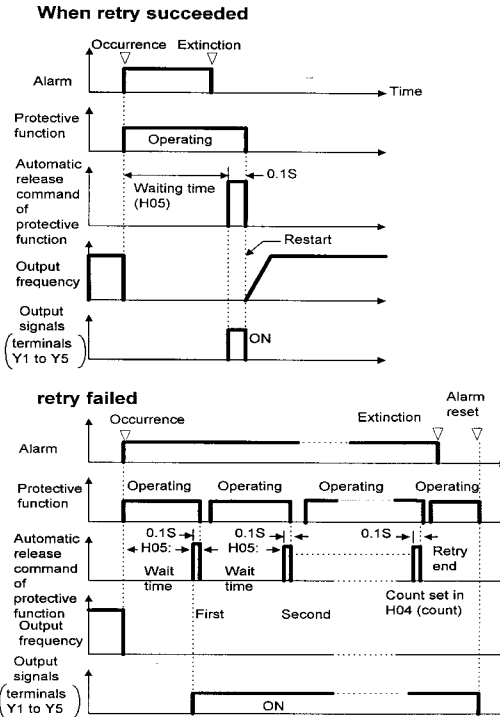 When retry succeeded
Occurrence Extinction
Alarm
Time
Protective
function
Operating
Automatic
release
command
of
protective
function
Waiting time
(H05)
0.1S
Restart
Output
frequency
Output
signals
(terminals
Y1 to Y5)
ON
retry failed
Alarm
reset
Occurrence
Extinction
Alarm
Protective
function
Operating Operating Operating Operating
0.1S 0.1S 0.1S
Automatic
release
command
of
protective
function
H05: H05:
Wait
time
Wait
time
Retry
end
Count set in
H04 (count)
First Second
Output
frequency
Output
signals
(terminals
Y1 to Y5)
ON